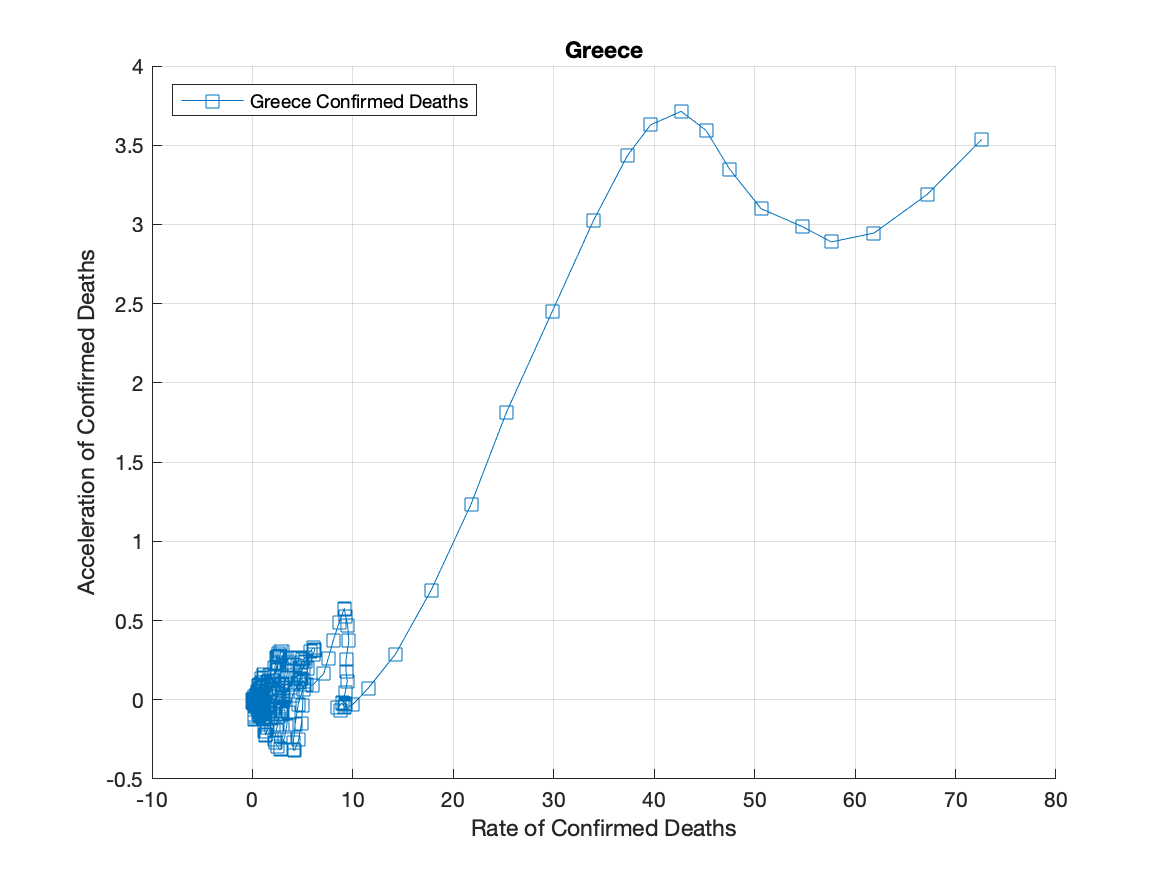 Greece
Greece Confirmed Deaths
4
3.5
3
2.5
2
1.5
1
0.5
0
-0.5
Acceleration of Confirmed Deaths
-10 0 10 20 30 40 50 60 70 80
Rate of Confirmed Deaths